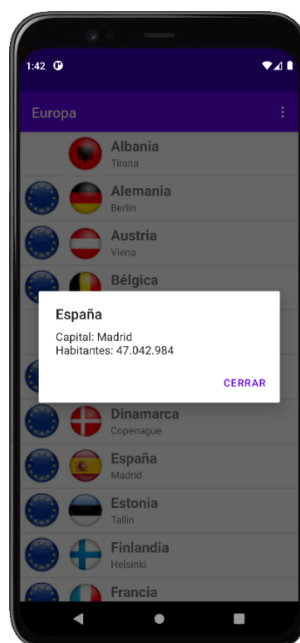 1:42
Europa
Albania
Tirana
Alemania
Berlín
Austria
Viena
Bélgica
España
Capital: Madrid
Habitantes: 47.042.984
CERRAR
Dinamarca
Copenague
España
Madrid
Estonia
Tallin
Finlandia
Helsinki
Francia